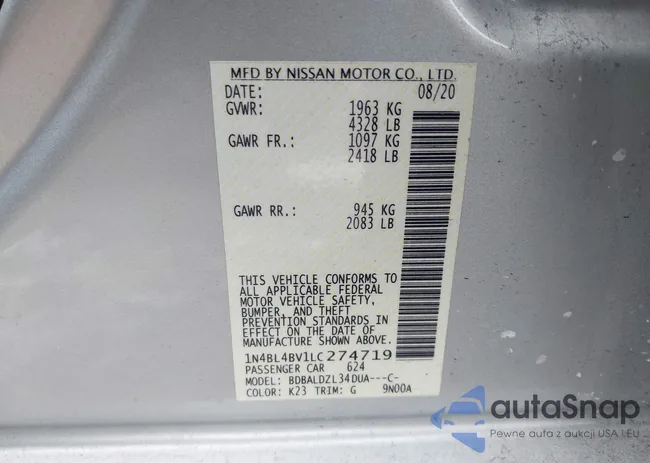 MFD BY NISSAN MOTOR CO., LTD.
DATE: 08/20
GVWR: 1963 KG
4328 LB
GAWR FR.: 1097 KG
2418 LB
GAWR RR.: 945 KG
2083 LB
THIS VEHICLE CONFORMS TO
ALL APPLICABLE FEDERAL
MOTOR VEHICLE SAFETY,
BUMPER, AND THEFT
PREVENTION STANDARDS IN
EFFECT ON THE DATE OF
MANUFACTURE SHOWN ABOVE.
1N4BL4BV1LC274719
PASSENGER CAR 624
MODEL: BDBALDZL34DUA---C-
COLOR: K23 TRIM: G 9N00A
autaSnap
Pewne auta z aukcji USA i EU